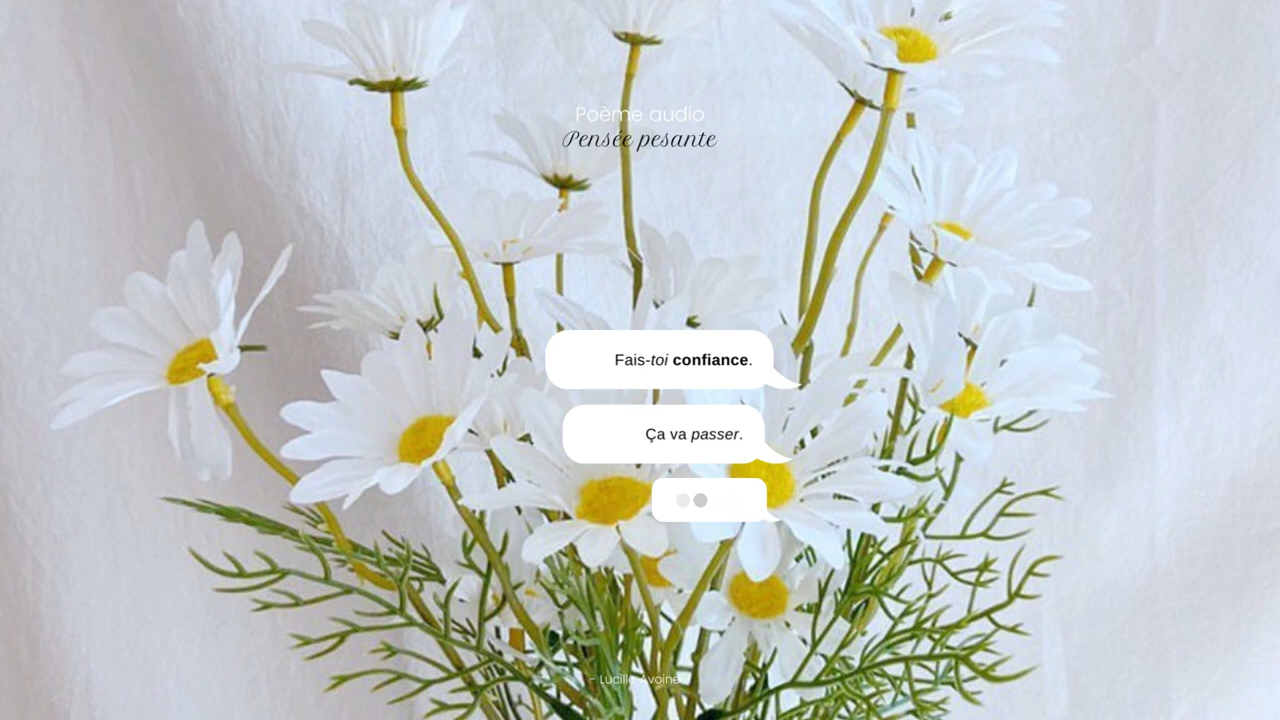 Poème audio
Pensée pesante
Fais-toi confiance.
Ça va passer.
- Lucille Avoine